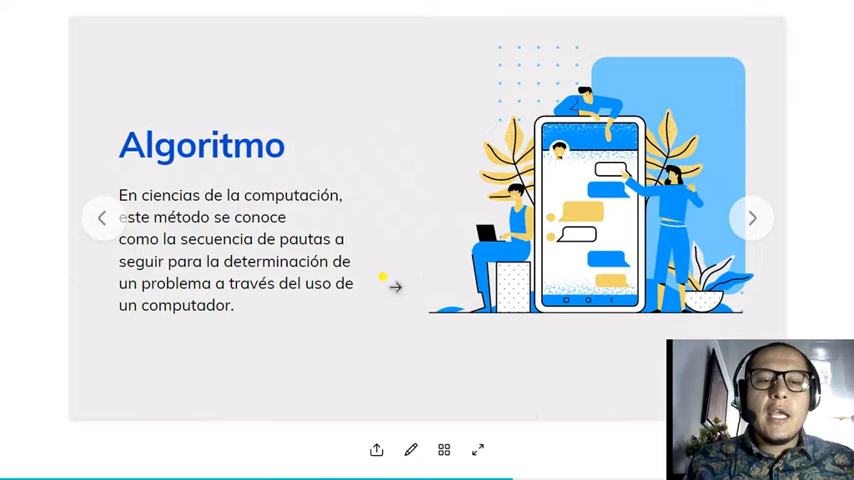 Algoritmo
En ciencias de la computación,
este método se conoce
como la secuencia de pautas a
seguir para la determinación de
un problema a través del uso de
un computador.